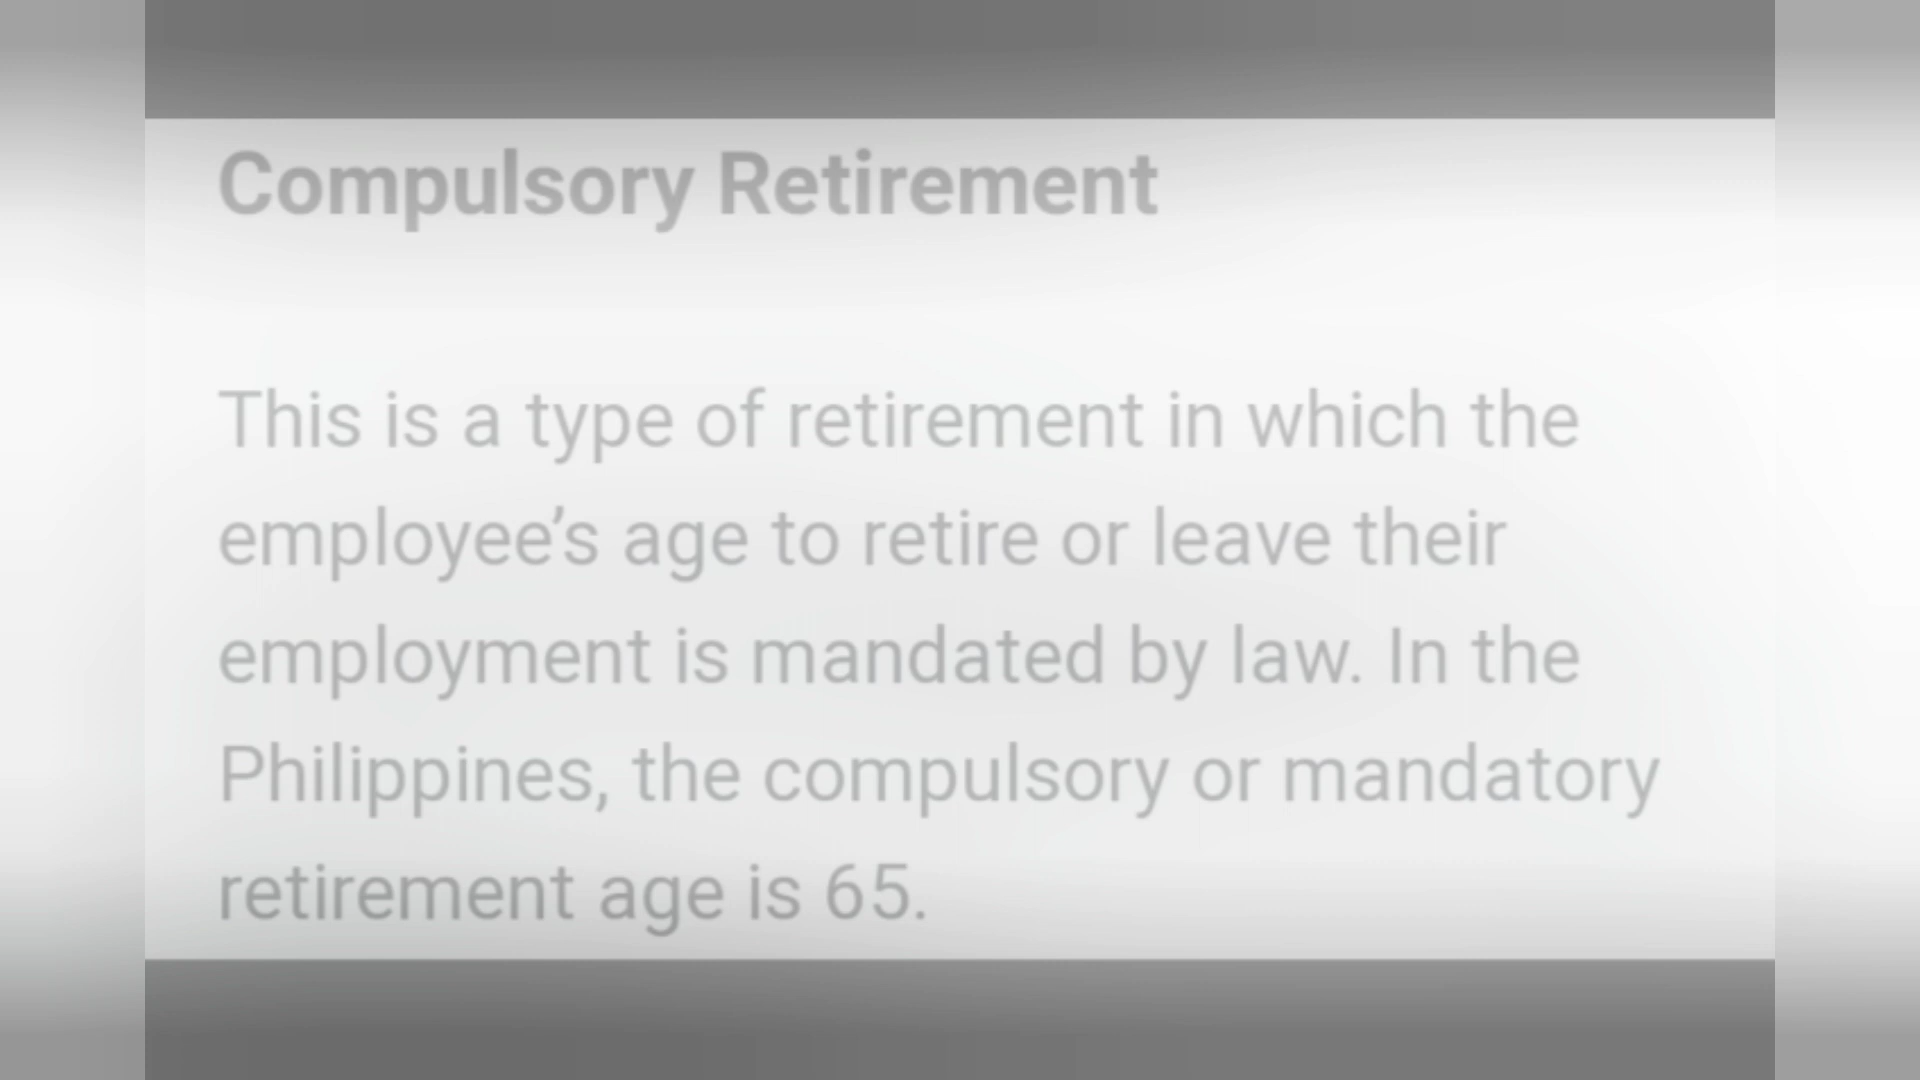 Compulsory Retirement
This is a type of retirement in which the
employee’s age to retire or leave their
employment is mandated by law. In the
Philippines, the compulsory or mandatory
retirement age is 65.